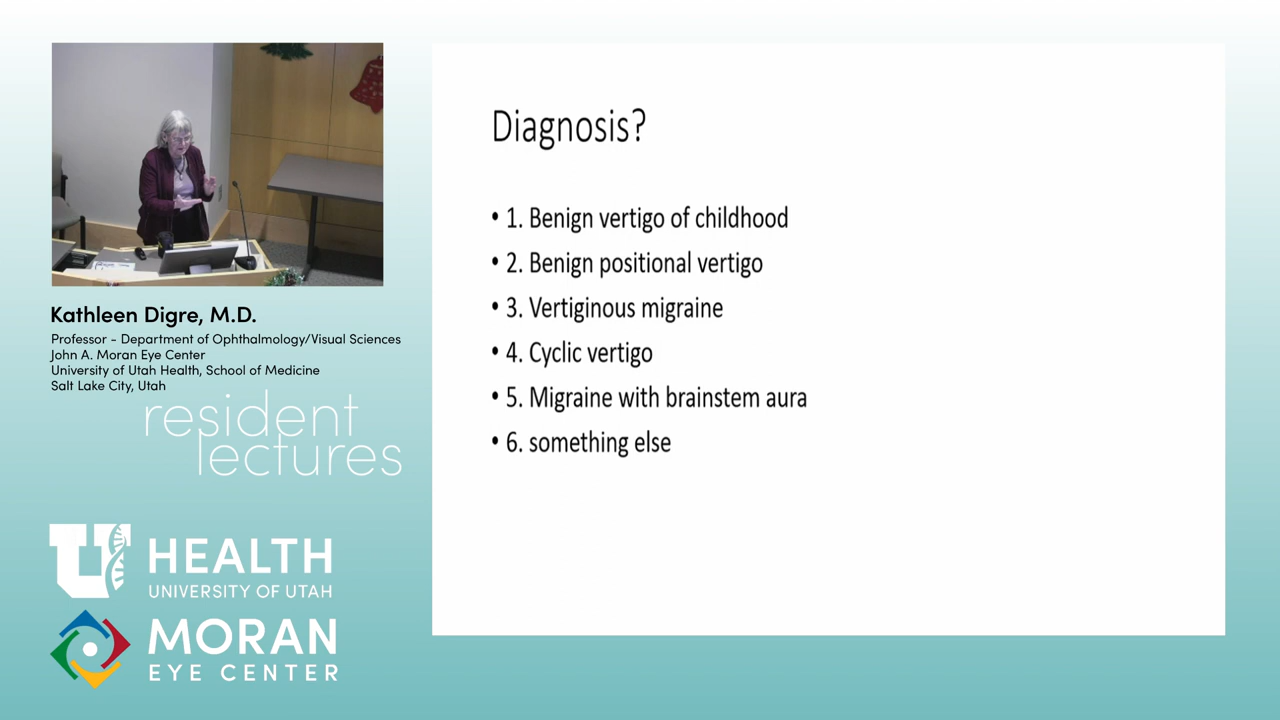 Kathleen Digre, M.D.
Professor - Department of Ophthalmology/Visual Sciences
John A. Moran Eye Center
University of Utah Health, School of Medicine
Salt Lake City, Utah
resident
lectures
U HEALTH
UNIVERSITY OF UTAH
MORAN
EYE CENTER
Diagnosis?
• 1. Benign vertigo of childhood
• 2. Benign positional vertigo
• 3. Vertiginous migraine
• 4. Cyclic vertigo
• 5. Migraine with brainstem aura
• 6. something else